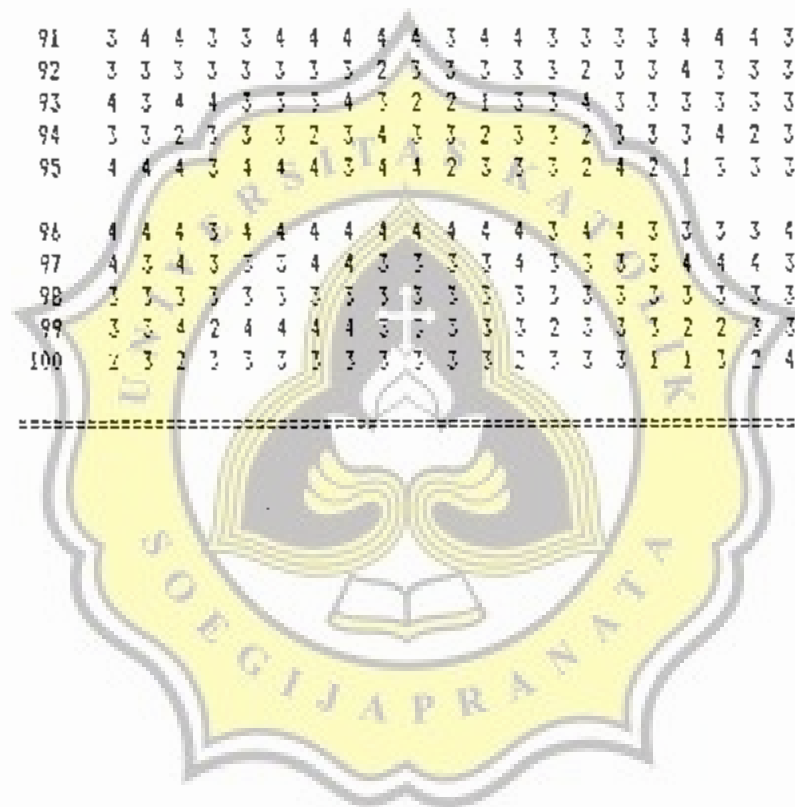 91 3 4 4 3 3 4 4 4 4 4 3 4 4 3 3 3 3 4 4 4 3
92 3 3 3 3 3 3 3 3 2 3 3 3 3 3 2 3 3 4 3 3 3
93 4 3 4 4 3 3 3 4 3 2 2 1 3 3 4 3 3 3 3 3 3
94 3 3 2 3 3 3 2 3 4 3 3 2 3 3 2 3 3 3 4 2 3
95 4 4 4 3 4 4 4 3 4 4 2 3 3 3 2 4 2 1 3 3 3
96 4 4 4 3 4 4 4 4 4 4 4 4 4 3 4 4 3 3 3 3 4
97 4 3 4 3 3 3 4 4 3 3 3 3 4 3 3 3 3 4 4 4 3
98 3 3 3 3 3 3 3 3 3 3 3 3 3 3 3 3 3 3 3 3 3
99 3 3 4 2 4 4 4 4 4 3 3 3 3 3 2 3 3 3 2 2 3 3
100 2 3 2 3 3 3 3 3 3 3 3 3 2 3 3 3 1 1 3 2 4
UNIVERSITAS KATOLIK
SOEGIJAPRANATA